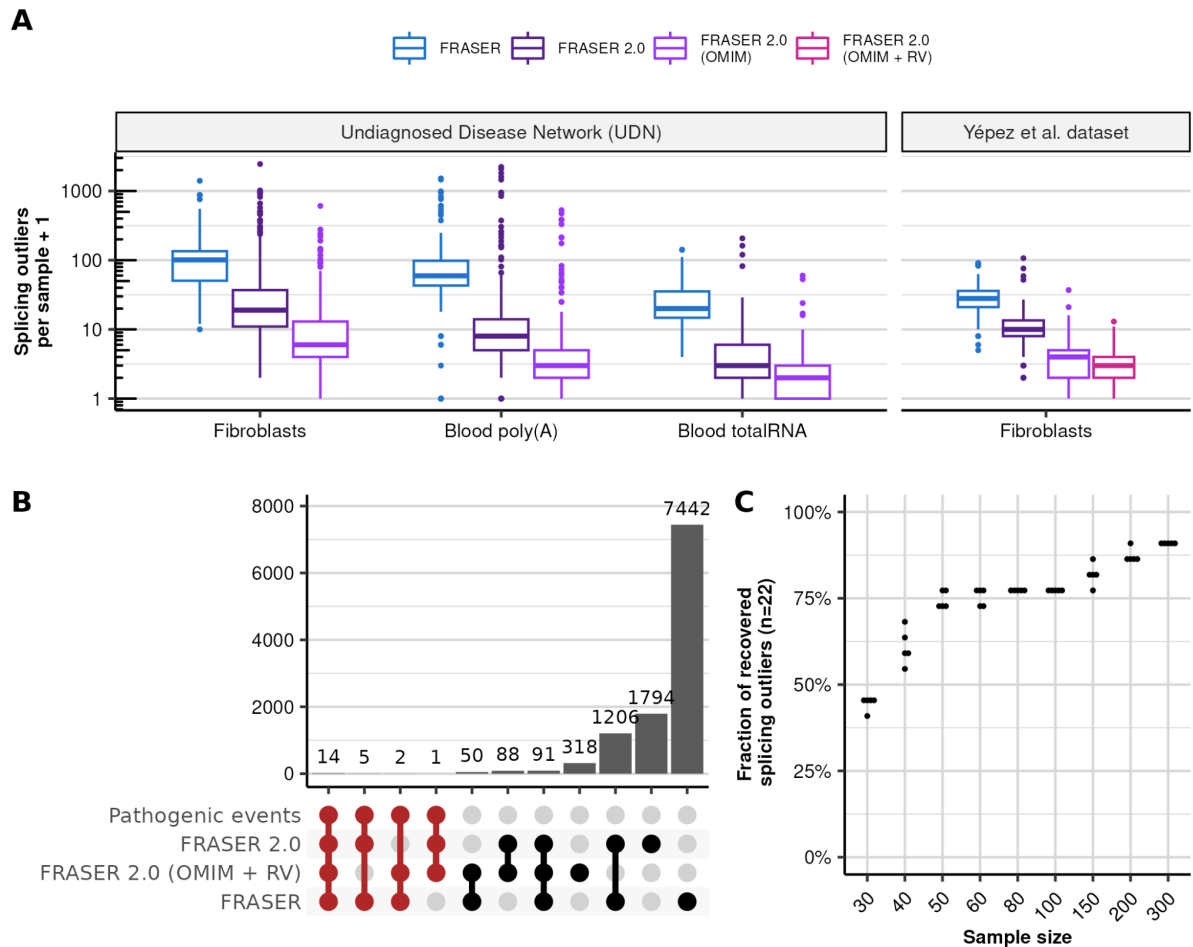 A
FRASER
FRASER 2.0
FRASER 2.0
(OMIM)
FRASER 2.0
(OMIM + RV)
Undiagnosed Disease Network (UDN)
Yépez et al. dataset
Splicing outliers
per sample + 1
1000
100
10
1
Fibroblasts
Blood poly(A)
Blood totalRNA
Fibroblasts
B
8000
6000
4000
2000
0
14
5
2
1
50
88
91
318
1206
1794
7442
Pathogenic events
FRASER 2.0
FRASER 2.0 (OMIM + RV)
FRASER
C
Fraction of recovered
splicing outliers (n=22)
100%
75%
50%
25%
0%
30
40
50
60
80
100
150
200
300
Sample size